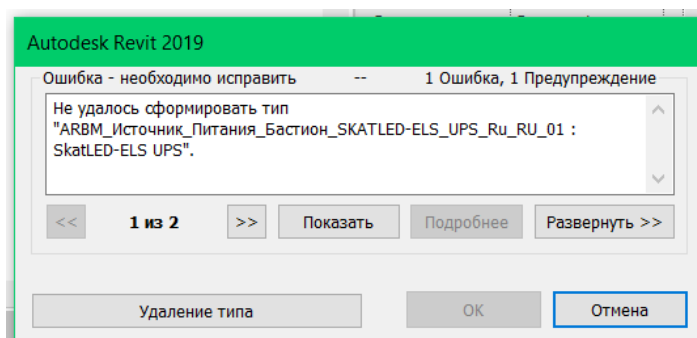 Autodesk Revit 2019
Ошибка - необходимо исправить -- 1 Ошибка, 1 Предупреждение
Не удалось сформировать тип
"ARBM_Источник_Питания_Бастион_SKATLED-ELS_UPS_Ru_RU_01 :
SkatLED-ELS UPS".
<< 1 из 2 >> Показать Подробнее Развернуть >>
Удаление типа OK Отмена